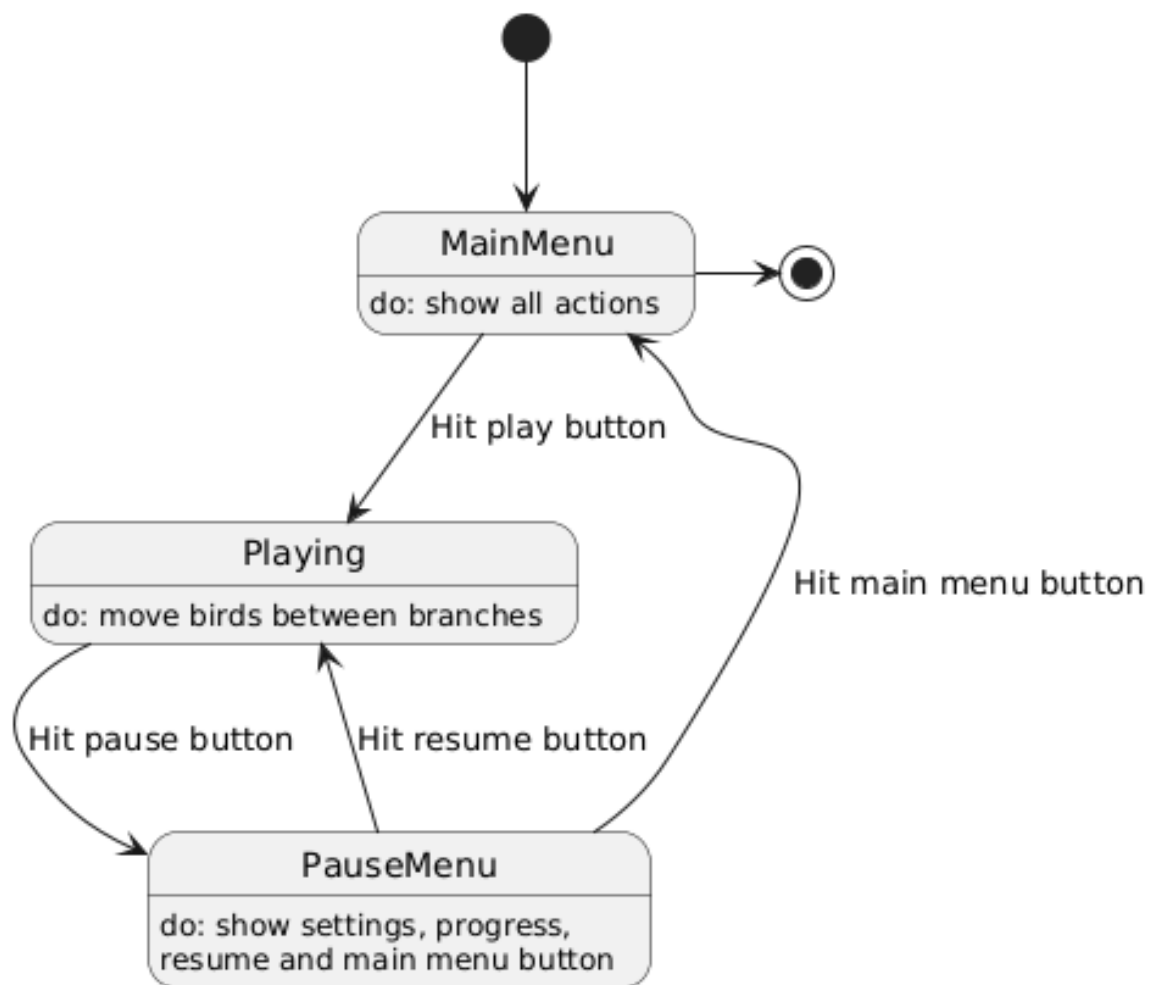 MainMenu
do: show all actions
Hit play button
Playing
do: move birds between branches
Hit main menu button
Hit pause button
Hit resume button
PauseMenu
do: show settings, progress,
resume and main menu button